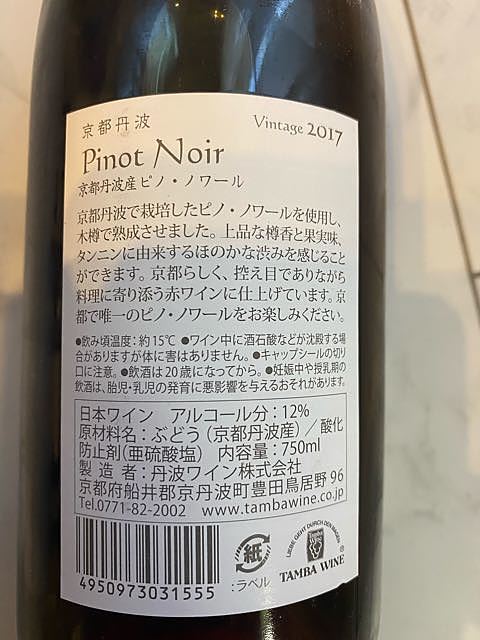 京都丹波
Vintage 2017
Pinot Noir
京都丹波産ピノ・ノワール
京都丹波で栽培したピノ・ノワールを使用し、
木樽で熟成させました。上品な樽香と果実味、
タンニンに由来するほのかな渋みを感じること
ができます。京都らしく、控え目でありながら
料理に寄り添う赤ワインに仕上げています。京
都で唯一のピノ・ノワールをお楽しみください。
●飲み頃温度：約15℃ ●ワイン中に酒石酸などが沈殿する場
合がありますが体に害はありません。●キャップシールの切り
口に注意。●飲酒は20歳になってから。●妊娠中や授乳期の
飲酒は、胎児・乳児の発育に悪影響を与えるおそれがあります。
日本ワイン アルコール分：12%
原材料名：ぶどう（京都丹波産）／酸化
防止剤（亜硫酸塩） 内容量：750ml
製造者：丹波ワイン株式会社
京都府船井郡京丹波町豊田鳥居野96
Tel.0771-82-2002 www.tambawine.co.jp
4950973031555
紙
：ラベル
LIEBE GEHT DURCH DEN MAGEN
TAMBA WINE ®